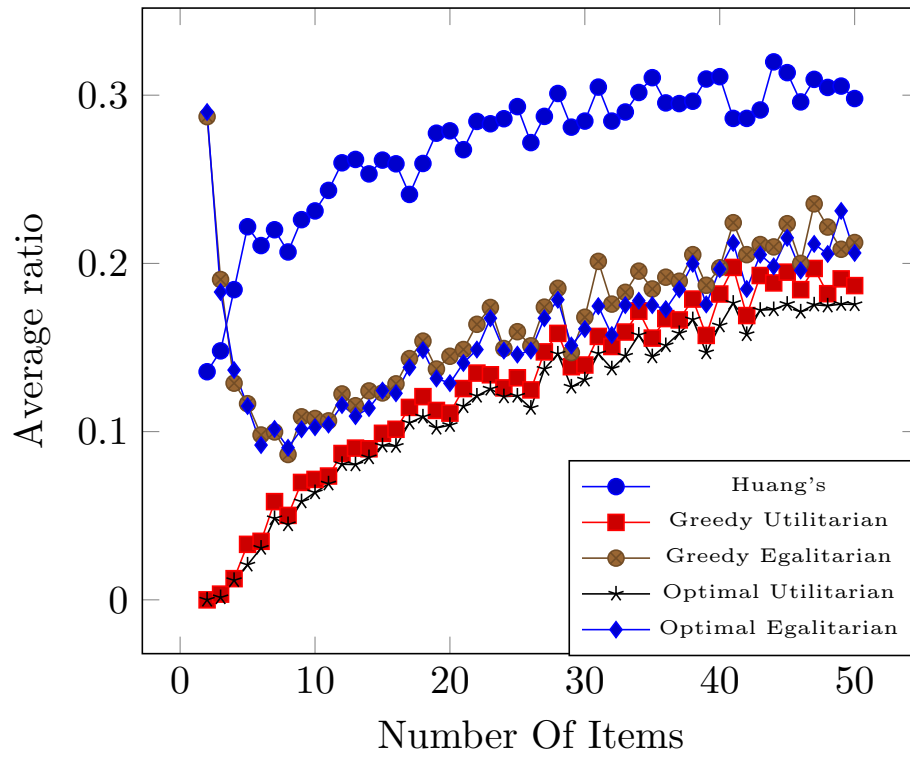 0.3
0.2
0.1
0
Average ratio
Huang's
Greedy Utilitarian
Greedy Egalitarian
Optimal Utilitarian
Optimal Egalitarian
0 10 20 30 40 50
Number Of Items